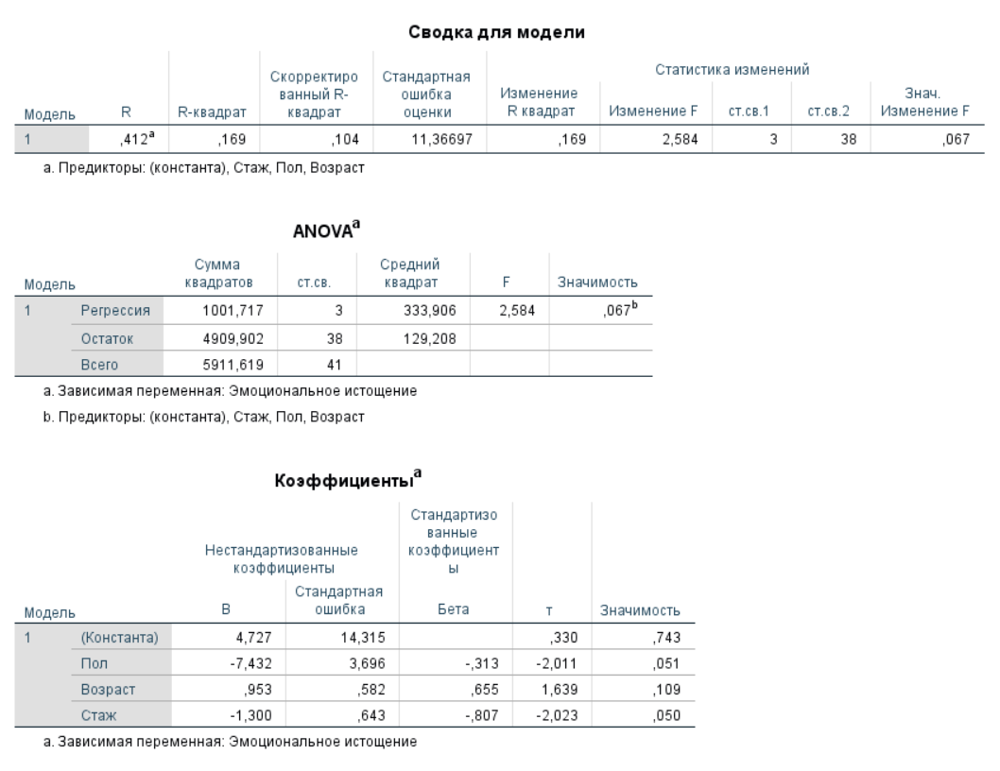 Сводка для модели
Модель R R-квадрат Скорректиро ванный R-квадрат Стандартная ошибка оценки Статистика изменений
Изменение R квадрат Изменение F ст.св.1 ст.св.2 Знач. Изменение F
1 ,412a ,169 ,104 11,36697 ,169 2,584 3 38 ,067
a. Предикторы: (константа), Стаж, Пол, Возраст
ANOVAa
Модель Сумма квадратов ст.св. Средний квадрат F Значимость
1 Регрессия 1001,717 3 333,906 2,584 ,067b
Остаток 4909,902 38 129,208
Всего 5911,619 41
a. Зависимая переменная: Эмоциональное истощение
b. Предикторы: (константа), Стаж, Пол, Возраст
Коэффициентыa
Модель Нестандартизованные коэффициенты Стандартизо ванные коэффициент ы т Значимость
B Стандартная ошибка Бета
1 (Константа) 4,727 14,315 ,330 ,743
Пол -7,432 3,696 -,313 -2,011 ,051
Возраст ,953 ,582 ,655 1,639 ,109
Стаж -1,300 ,643 -,807 -2,023 ,050
a. Зависимая переменная: Эмоциональное истощение